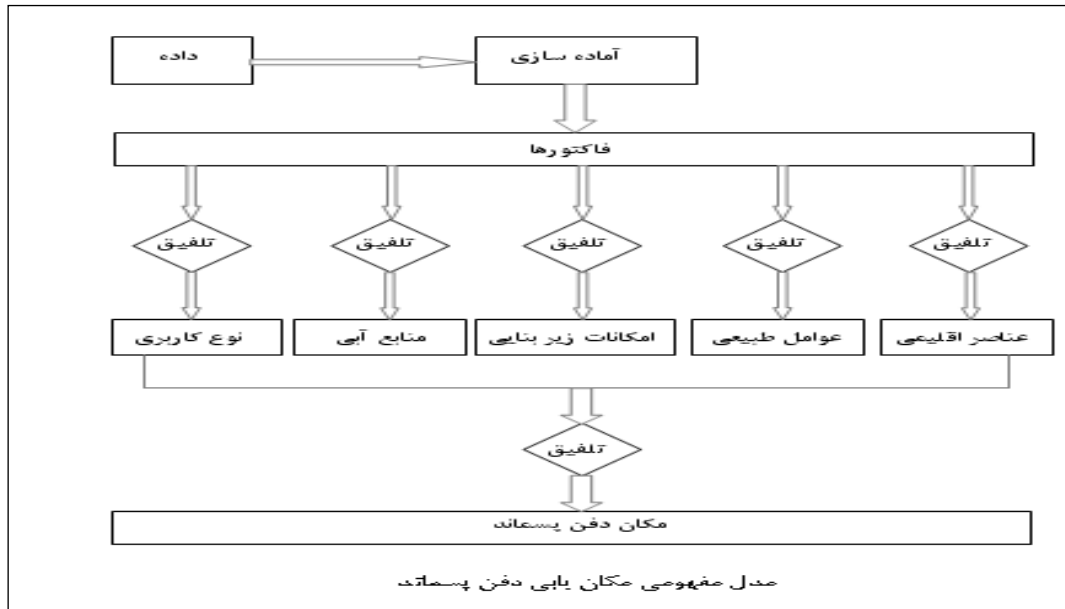 داده
آماده سازی
فاکتورها
تلفیق
تلفیق
تلفیق
تلفیق
تلفیق
عناصر اقلیمی
عوامل طبیعی
امکانات زیر بنایی
منابع آبی
نوع کاربری
تلفیق
مکان دفن پسماند
مدل مفهومی مکان یابی دفن پسماند